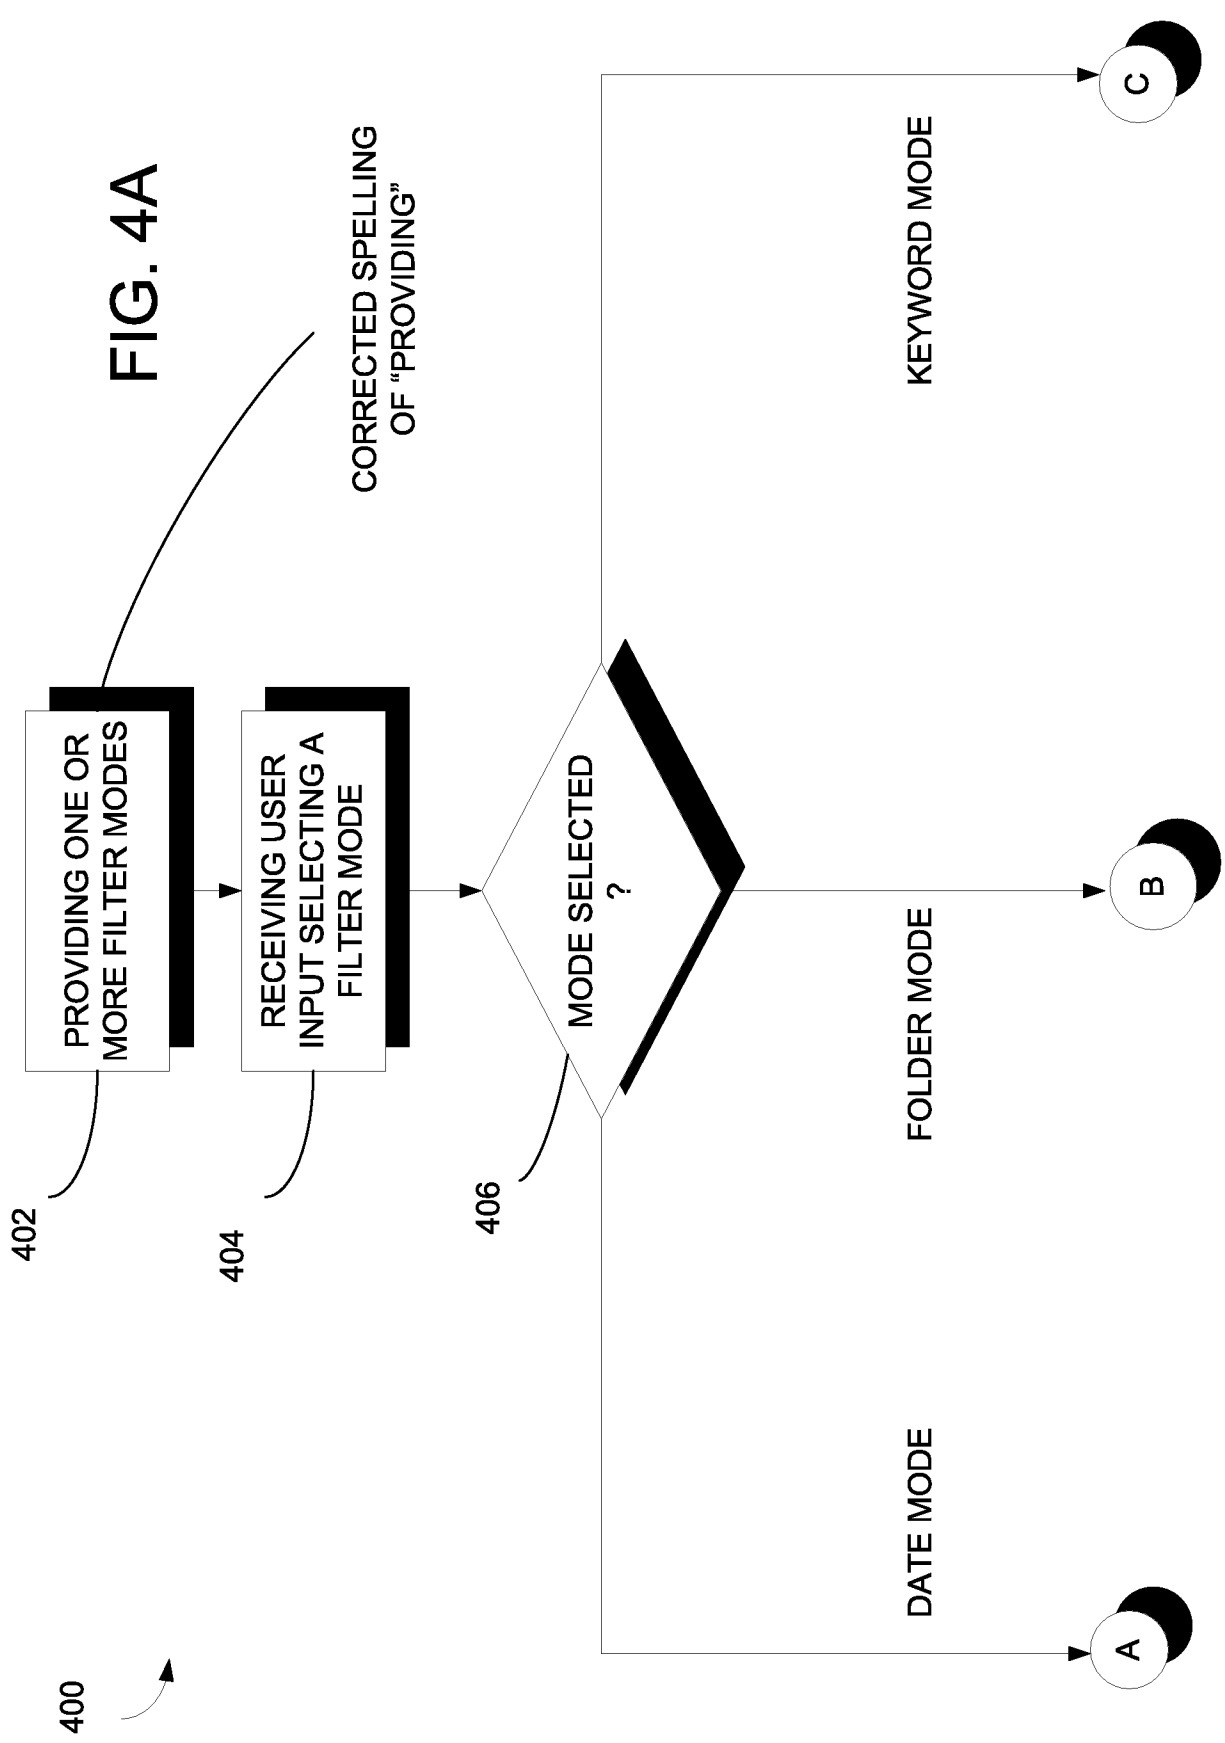 FIG. 4A
400
402
PROVIDING ONE OR
MORE FILTER MODES
CORRECTED SPELLING
OF “PROVIDING”
404
RECEIVING USER
INPUT SELECTING A
FILTER MODE
406
MODE SELECTED
?
DATE MODE
FOLDER MODE
KEYWORD MODE
A
B
C